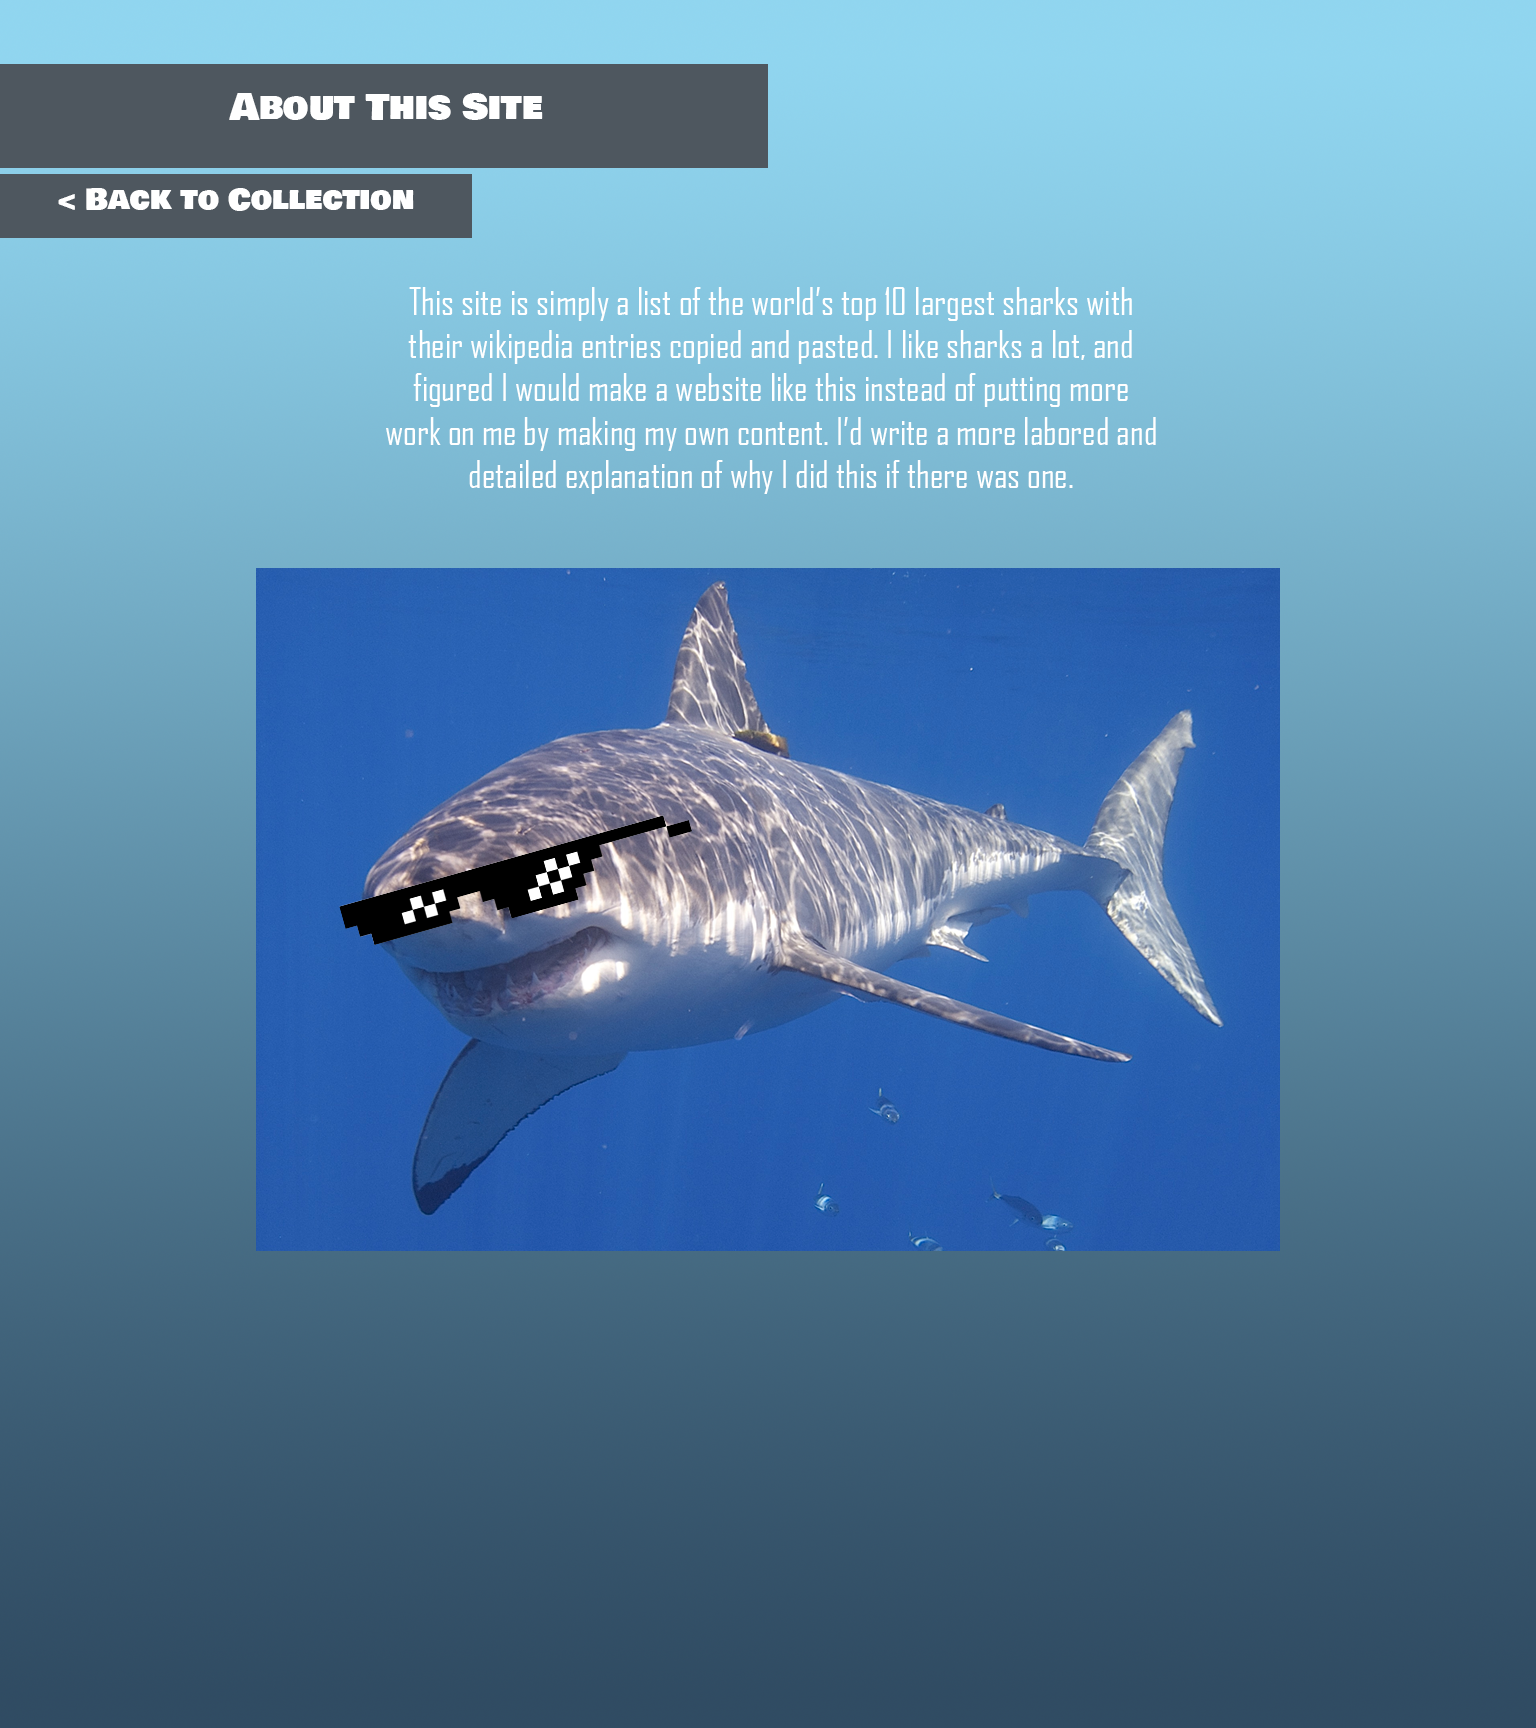 About This Site
< Back to Collection
This site is simply a list of the world's top 10 largest sharks with
their wikipedia entries copied and pasted. I like sharks a lot, and
figured I would make a website like this instead of putting more
work on me by making my own content. I'd write a more labored and
detailed explanation of why I did this if there was one.